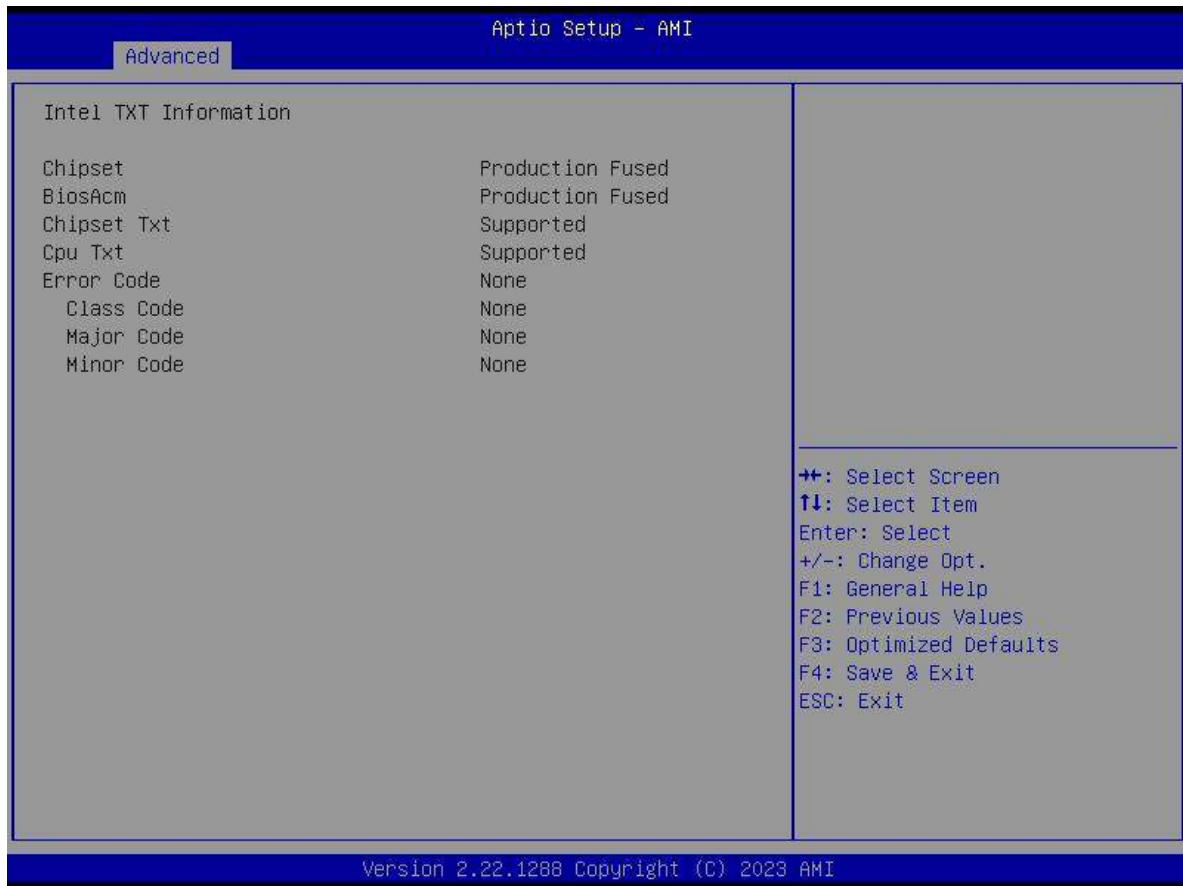 Aptio Setup – AMI
Advanced
Intel TXT Information
Chipset Production Fused
BiosAcm Production Fused
Chipset Txt Supported
Cpu Txt Supported
Error Code None
Class Code None
Major Code None
Minor Code None
→←: Select Screen
↑↓: Select Item
Enter: Select
+/-: Change Opt.
F1: General Help
F2: Previous Values
F3: Optimized Defaults
F4: Save & Exit
ESC: Exit
Version 2.22.1288 Copyright (C) 2023 AMI